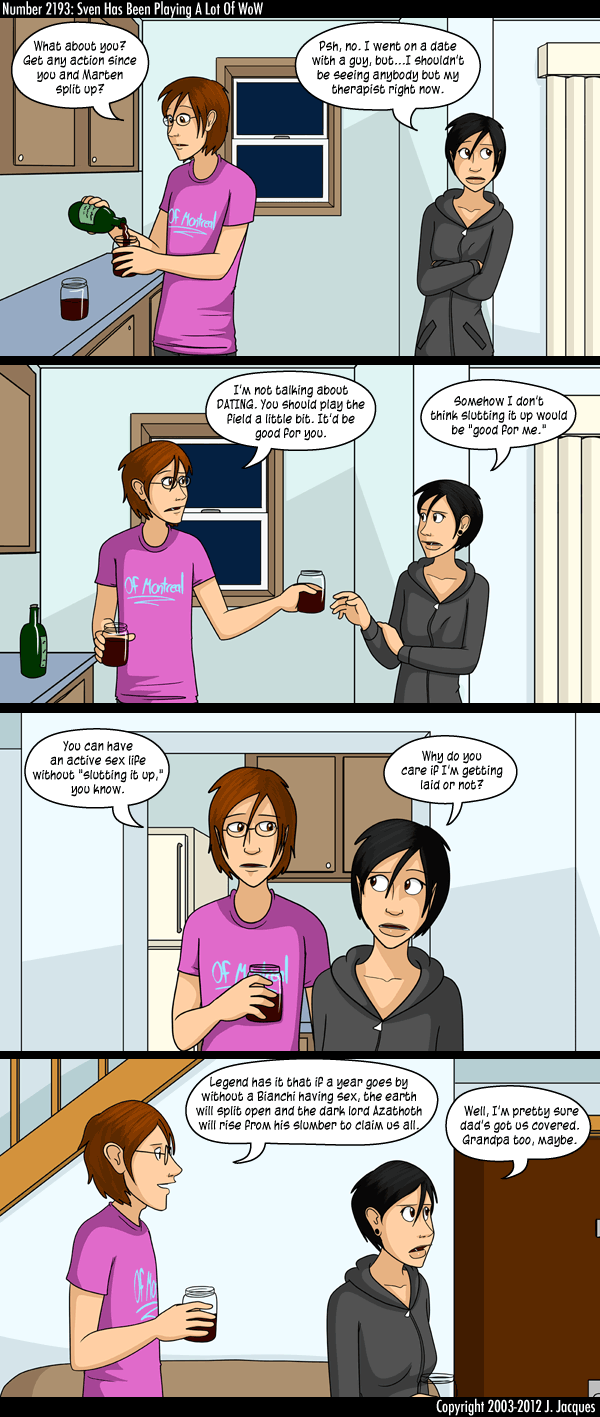 Number 2193: Sven Has Been Playing A Lot Of WoW
What about you?
Get any action since
you and Marten
split up?
Psh, no. I went on a date
with a guy, but...I shouldn't
be seeing anybody but my
therapist right now.
Of Montreal
I'm not talking about
DATING. You should play the
field a little bit. It'd be
good for you.
Somehow I don't
think slutting it up would
be "good for me."
Of Montreal
You can have
an active sex life
without "slutting it up,"
you know.
Why do you
care if I'm getting
laid or not?
Of M eal
Legend has it that if a year goes by
without a Bianchi having sex, the earth
will split open and the dark lord Azathoth
will rise from his slumber to claim us all.
Well, I'm pretty sure
dad's got us covered.
Grandpa too, maybe.
Of Mo
Copyright 2003-2012 J. Jacques